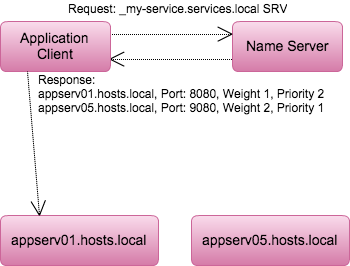 Request: _my-service.services.local SRV
Application
Client
Name Server
Response:
appserv01.hosts.local, Port: 8080, Weight 1, Priority 2
appserv05.hosts.local, Port: 9080, Weight 2, Priority 1
appserv01.hosts.local
appserv05.hosts.local